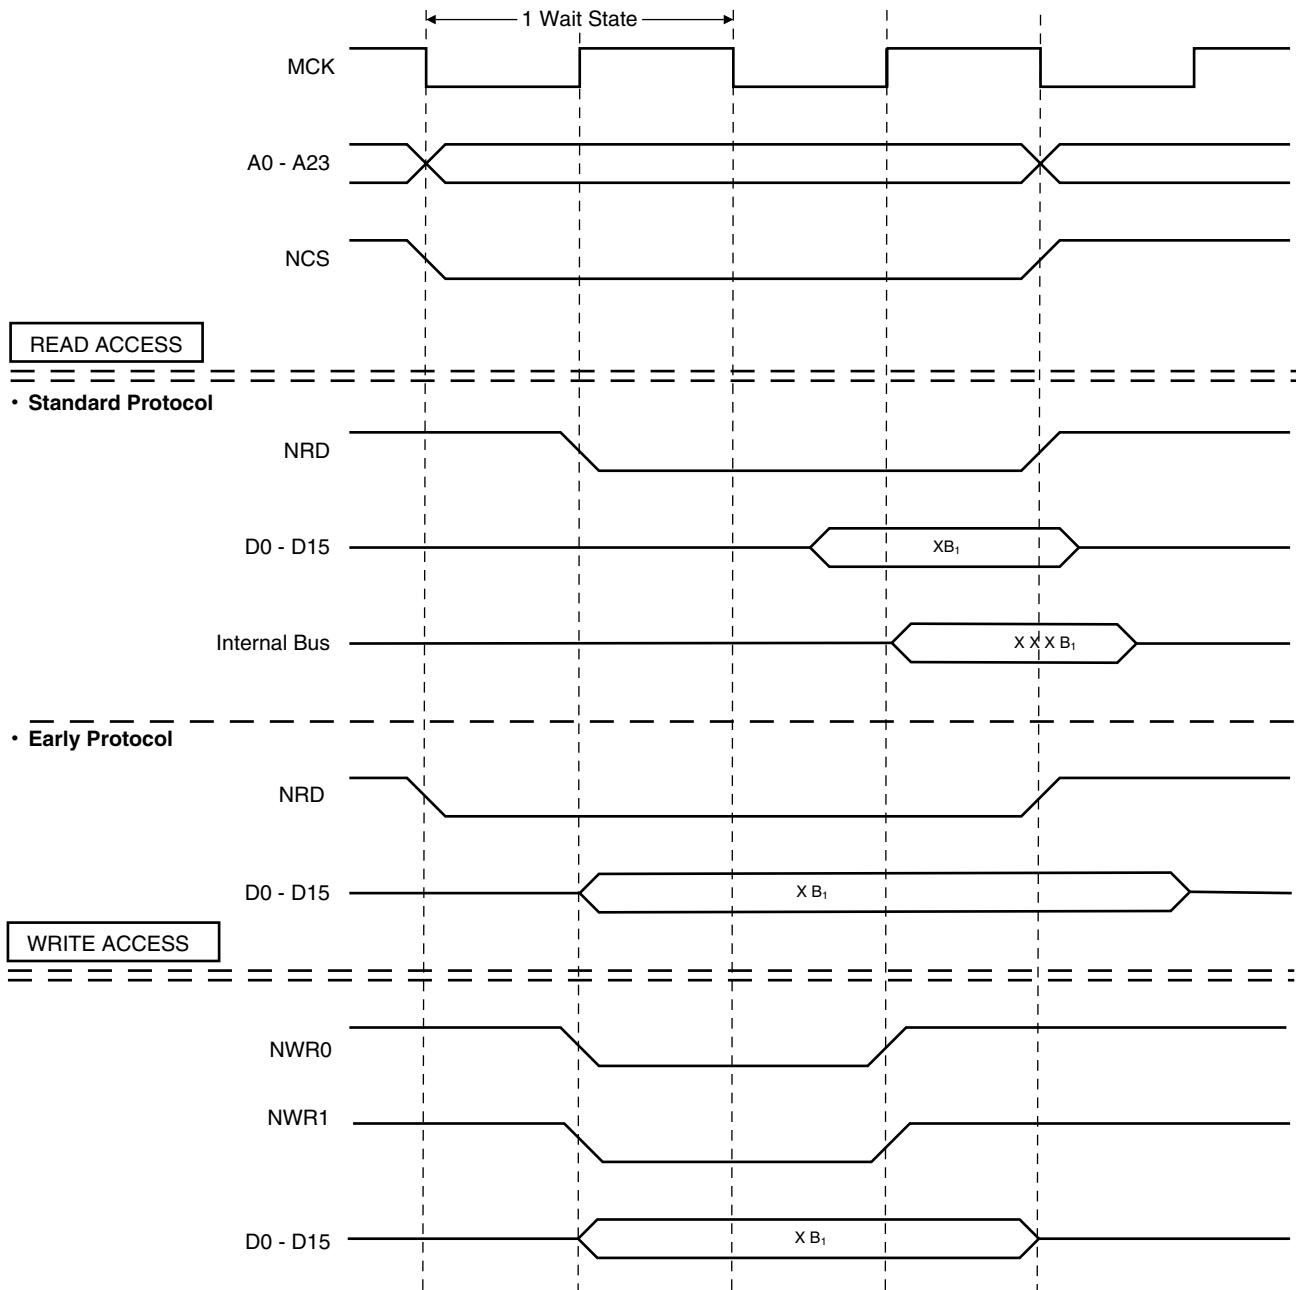 1 Wait State
MCK
A0 - A23
NCS
READ ACCESS
• Standard Protocol
NRD
D0 - D15
XB₁
Internal Bus
X X X B₁
• Early Protocol
NRD
D0 - D15
X B₁
WRITE ACCESS
NWR0
NWR1
D0 - D15
X B₁